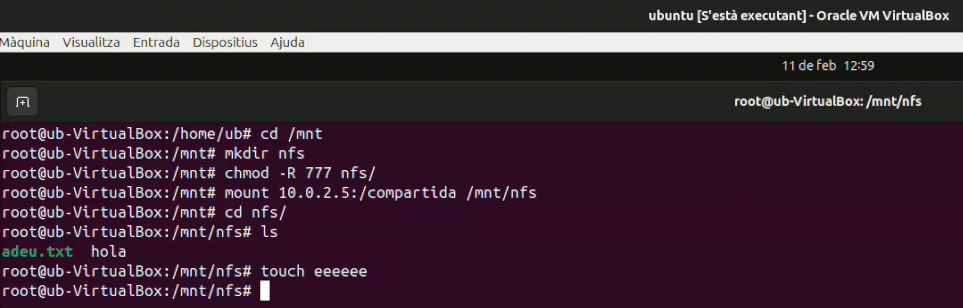 ubuntu [S'està executant] - Oracle VM VirtualBox
Màquina Visualitza Entrada Dispositius Ajuda
11 de feb 12:59
root@ub-VirtualBox: /mnt/nfs
root@ub-VirtualBox:/home/ub# cd /mnt
root@ub-VirtualBox:/mnt# mkdir nfs
root@ub-VirtualBox:/mnt# chmod -R 777 nfs/
root@ub-VirtualBox:/mnt# mount 10.0.2.5:/compartida /mnt/nfs
root@ub-VirtualBox:/mnt# cd nfs/
root@ub-VirtualBox:/mnt/nfs# ls
adeu.txt  hola
root@ub-VirtualBox:/mnt/nfs# touch eeeeee
root@ub-VirtualBox:/mnt/nfs#